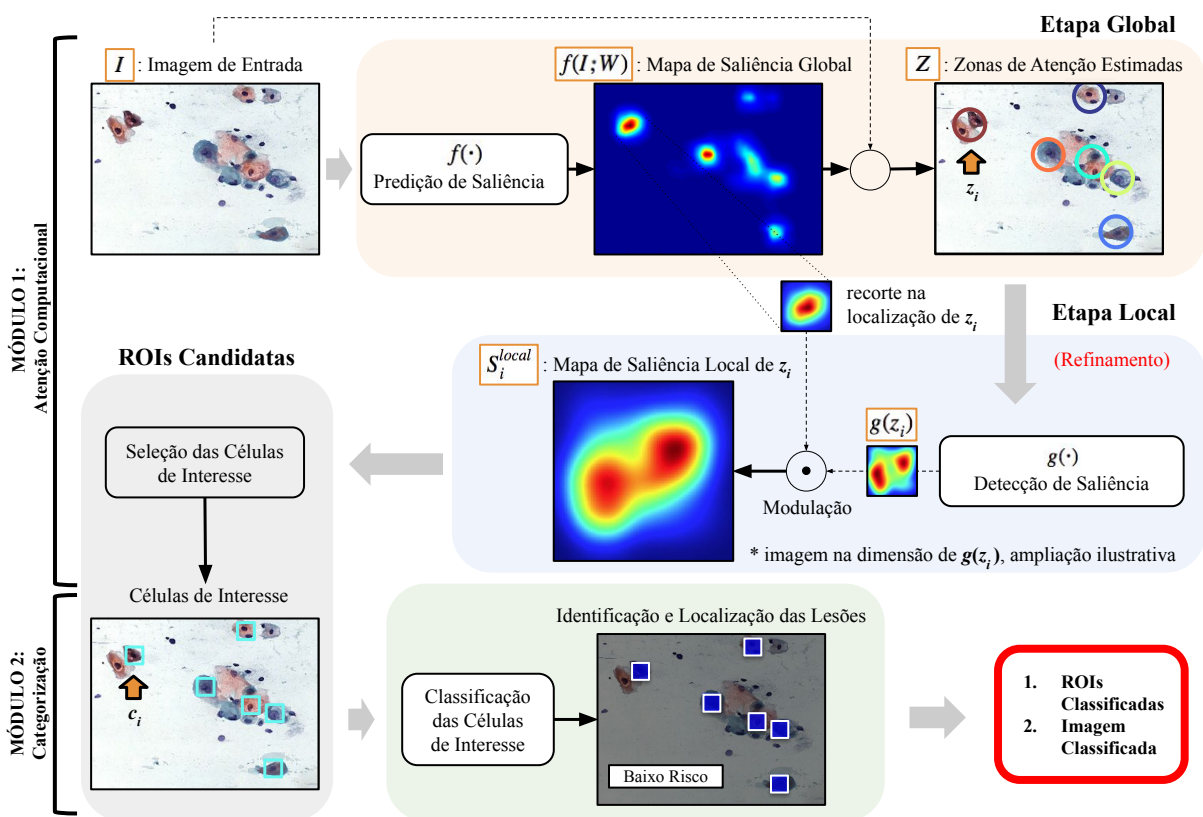 Etapa Global
I : Imagem de Entrada
f(I;W) : Mapa de Saliência Global
Z : Zonas de Atenção Estimadas
f(·)
Predição de Saliência
z_i
MÓDULO 1:
Atenção Computacional
recorte na
localização de z_i
Etapa Local
(Refinamento)
ROIs Candidatas
S_i^local : Mapa de Saliência Local de z_i
g(z_i)
Seleção das Células
de Interesse
g(·)
Detecção de Saliência
Modulação
* imagem na dimensão de g(z_i), ampliação ilustrativa
Células de Interesse
c_i
MÓDULO 2:
Categorização
Identificação e Localização das Lesões
Classificação
das Células
de Interesse
Baixo Risco
1. ROIs
Classificadas
2. Imagem
Classificada